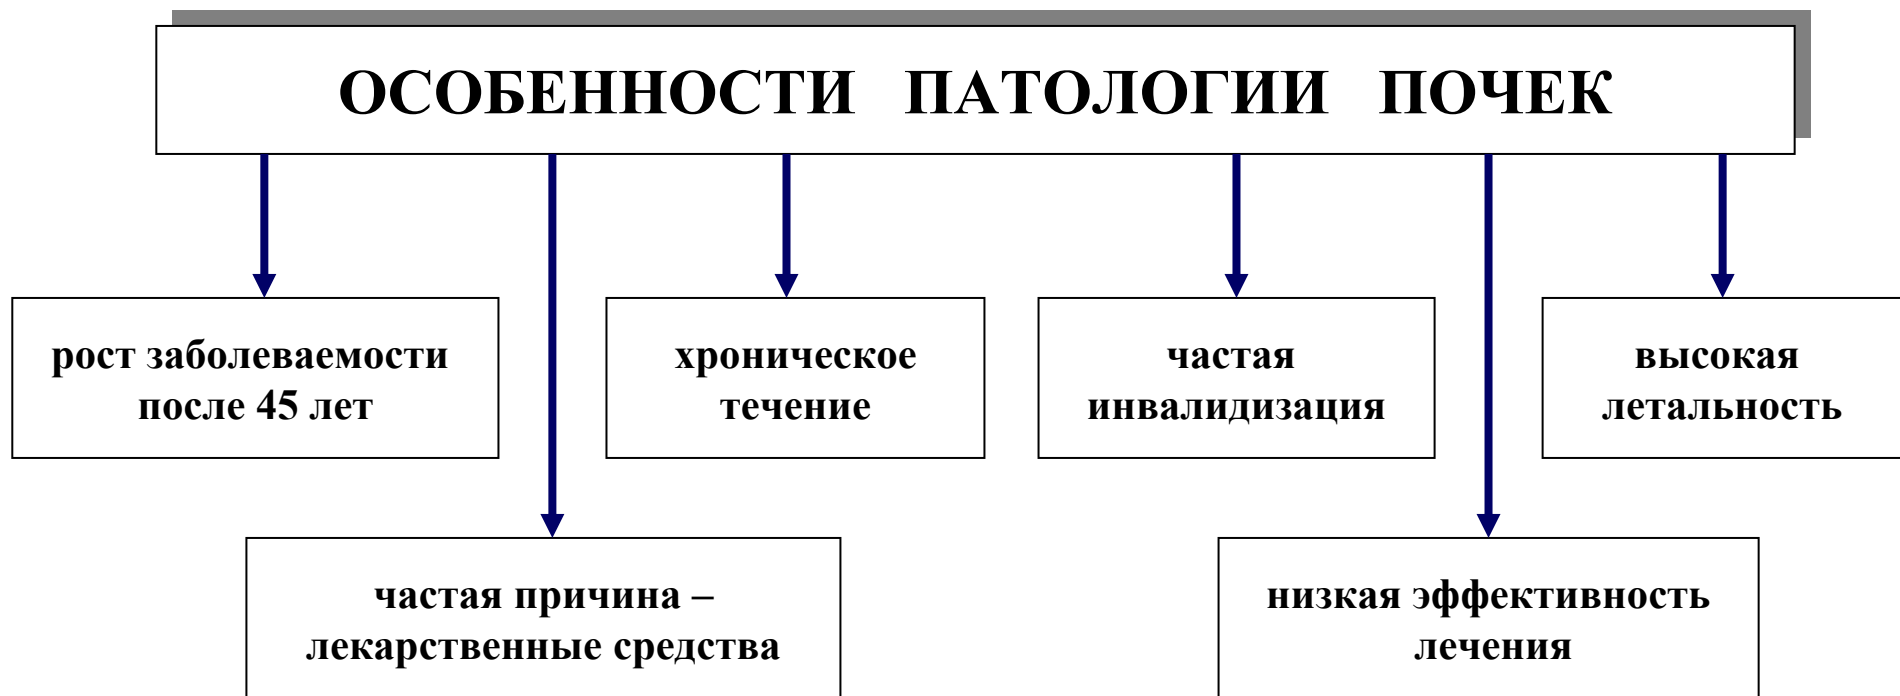 ОСОБЕННОСТИ ПАТОЛОГИИ ПОЧЕК
рост заболеваемости
после 45 лет
хроническое
течение
частая
инвалидизация
высокая
летальность
частая причина –
лекарственные средства
низкая эффективность
лечения